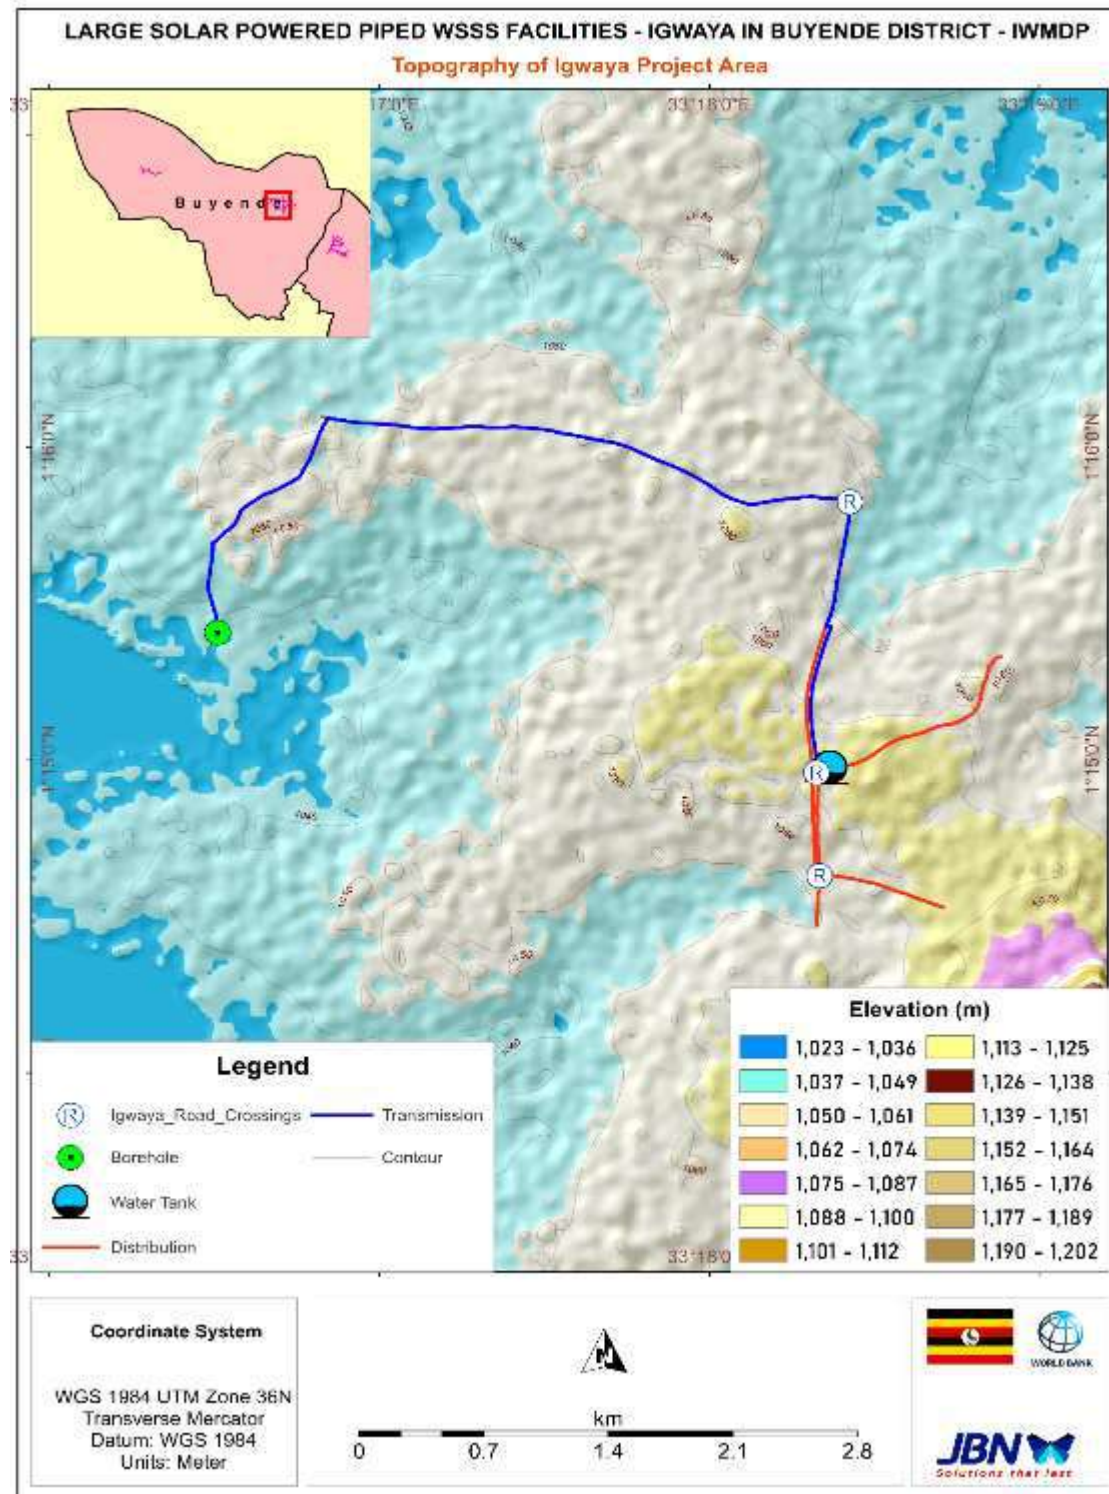 LARGE SOLAR POWERED PIPED WSSS FACILITIES - IGWAYA IN BUYENDE DISTRICT - IWMDP
Topography of Igwaya Project Area
33°18'0"E
33°19'0"E
Buyende
1°16'0"N
1°16'0"N
1°15'0"N
1°15'0"N
Legend
Igwaya_Road_Crossings
Transmission
Borehole
Contour
Water Tank
Distribution
Elevation (m)
1,023 - 1,036
1,113 - 1,125
1,037 - 1,049
1,126 - 1,138
1,050 - 1,061
1,139 - 1,151
1,062 - 1,074
1,152 - 1,164
1,075 - 1,087
1,165 - 1,176
1,088 - 1,100
1,177 - 1,189
1,101 - 1,112
1,190 - 1,202
R
R
R
Coordinate System
WGS 1984 UTM Zone 36N
Transverse Mercator
Datum: WGS 1984
Units: Meter
N
km
0 0.7 1.4 2.1 2.8
WORLD BANK
JBN
Solutions that last